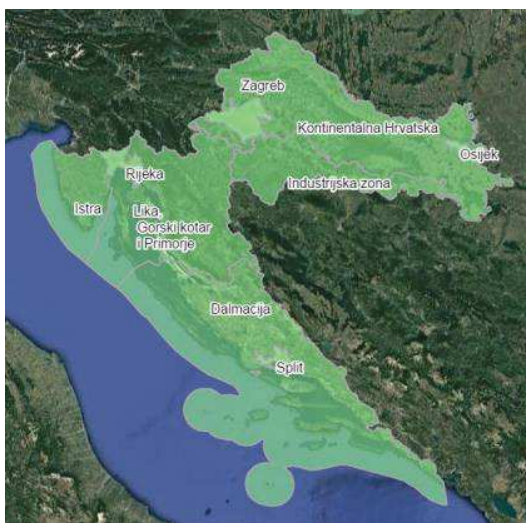 Zagreb
Kontinentalna Hrvatska
Osijek
Rijeka
Industrijska zona
Istra
Lika,
Gorski kotar
i Primorje
Dalmacija
Split